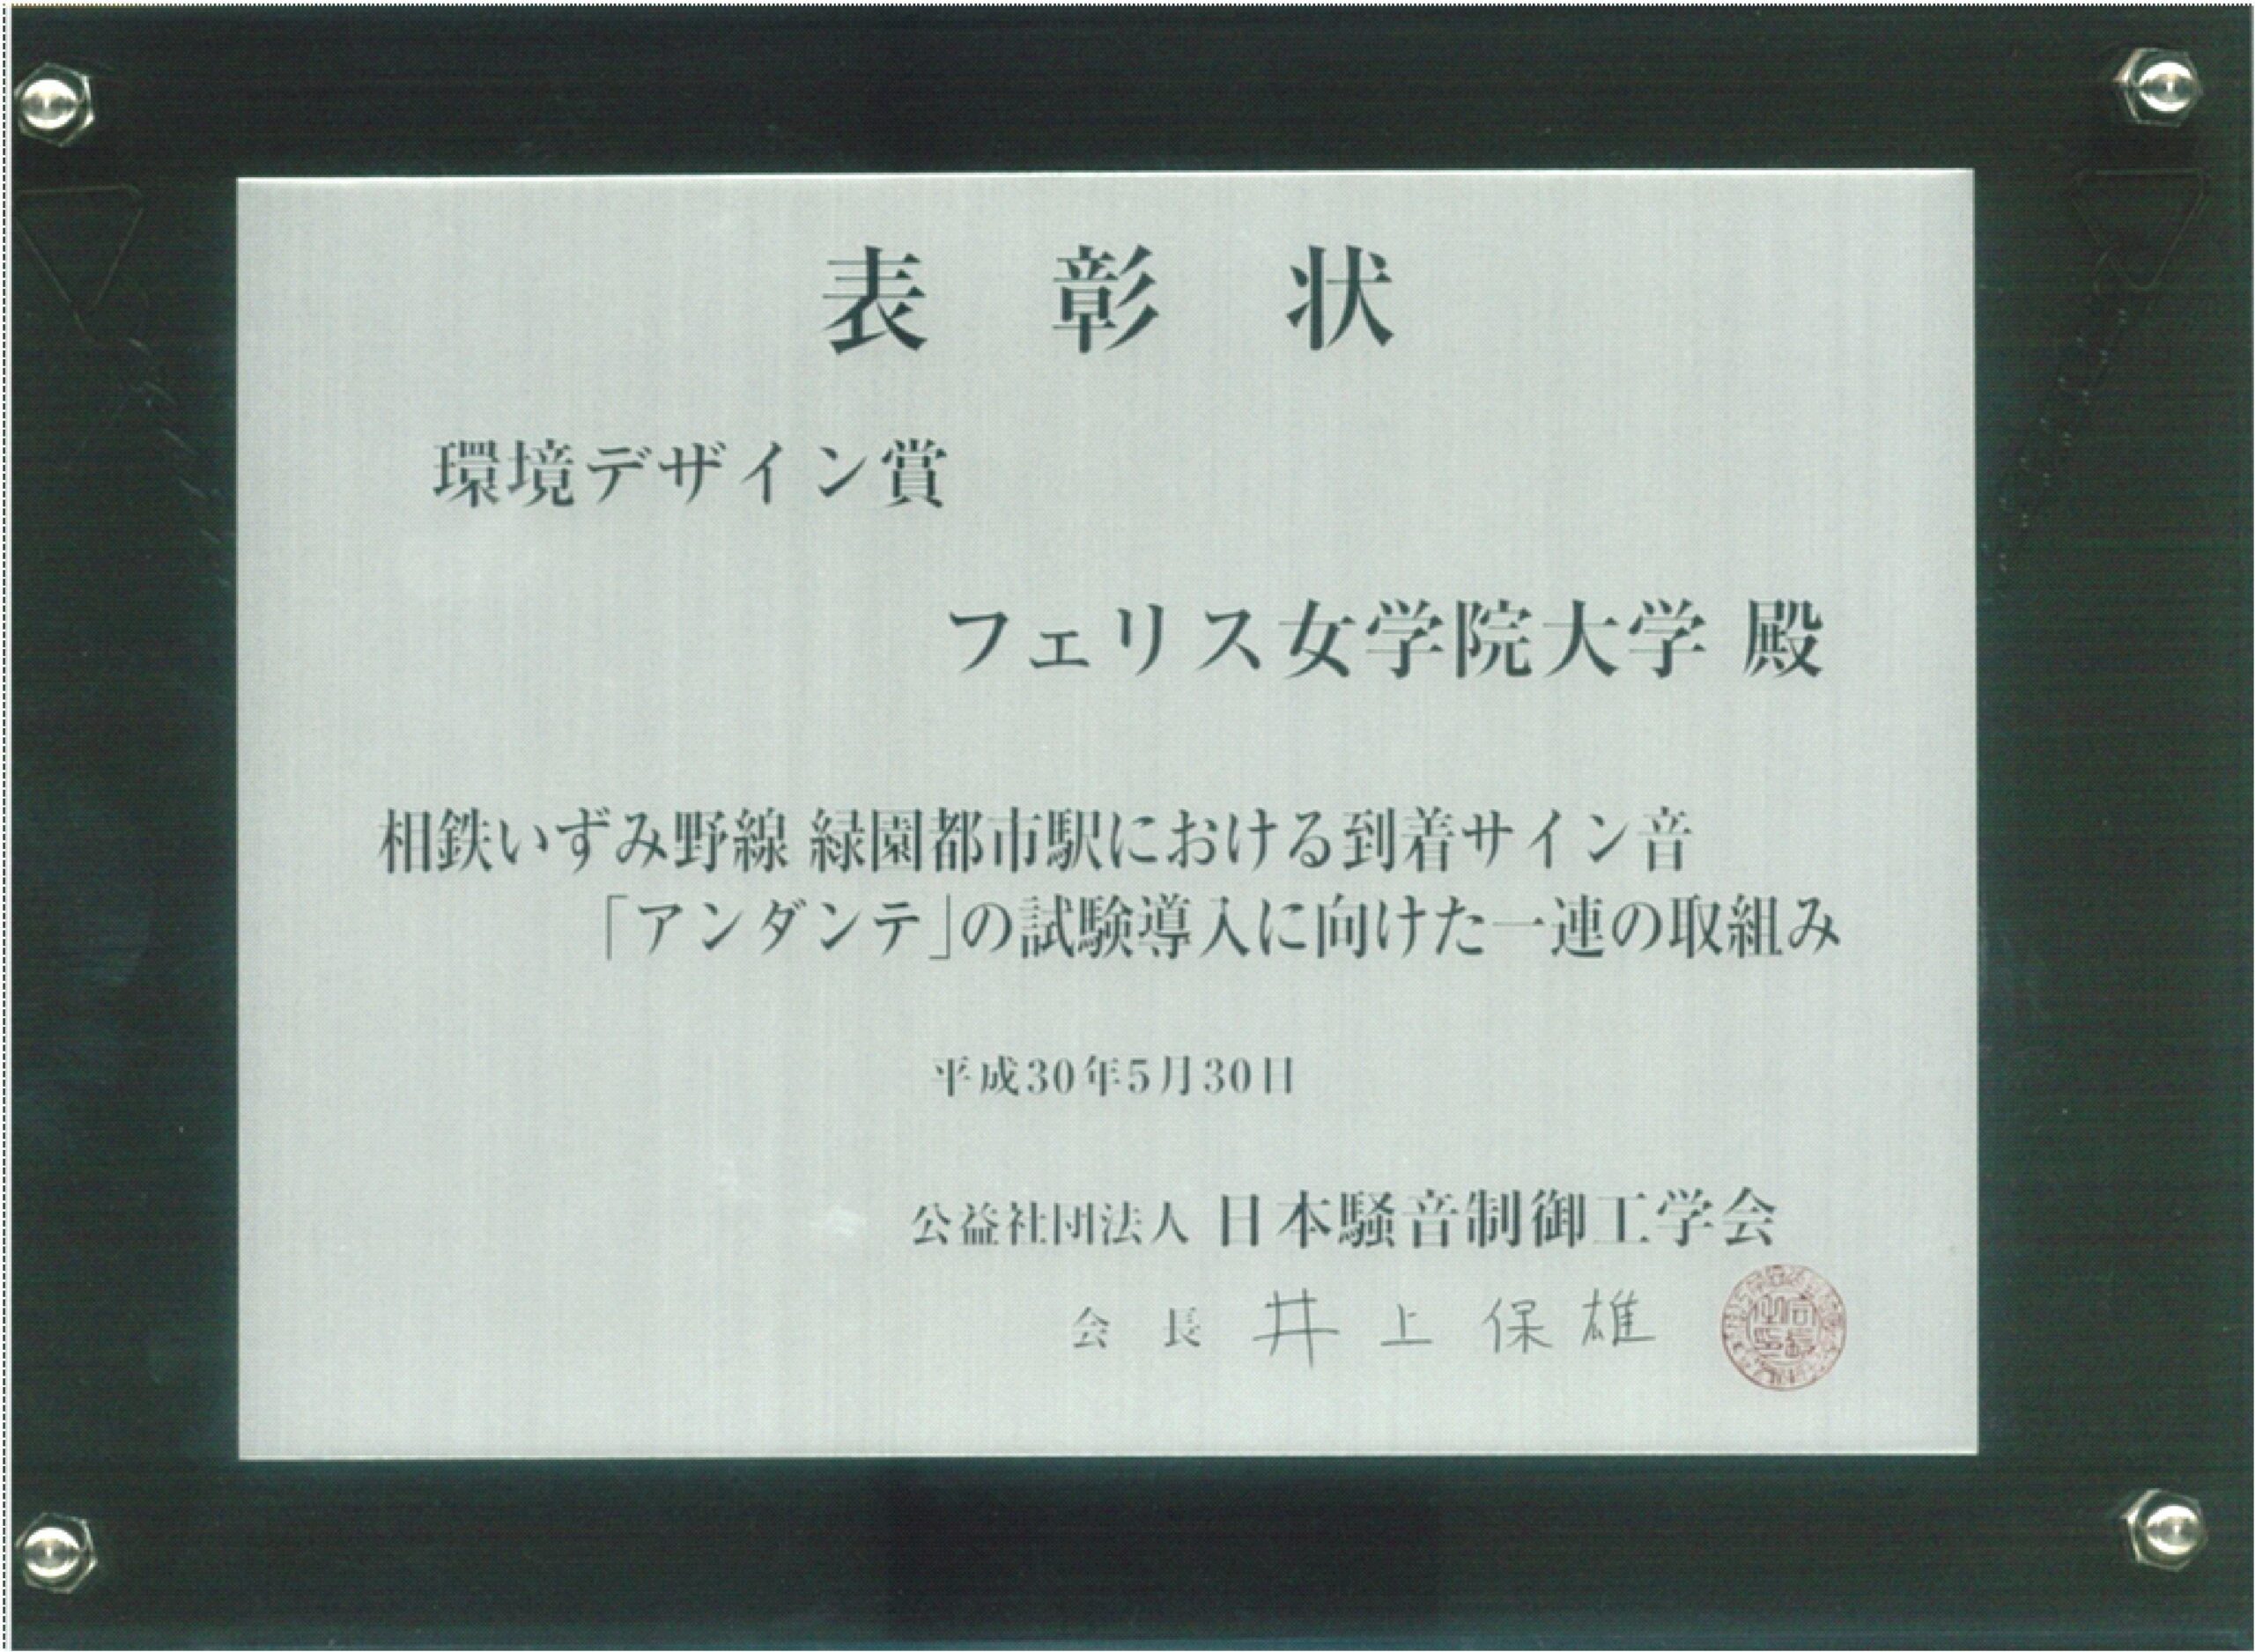 表 彰 状
環境デザイン賞
フェリス女学院大学 殿
相鉄いずみ野線 緑園都市駅における到着サイン音
「アンダンテ」の試験導入に向けた一連の取組み
平成30年5月30日
公益社団法人 日本騒音制御工学会
会 長 井 上 保 雄